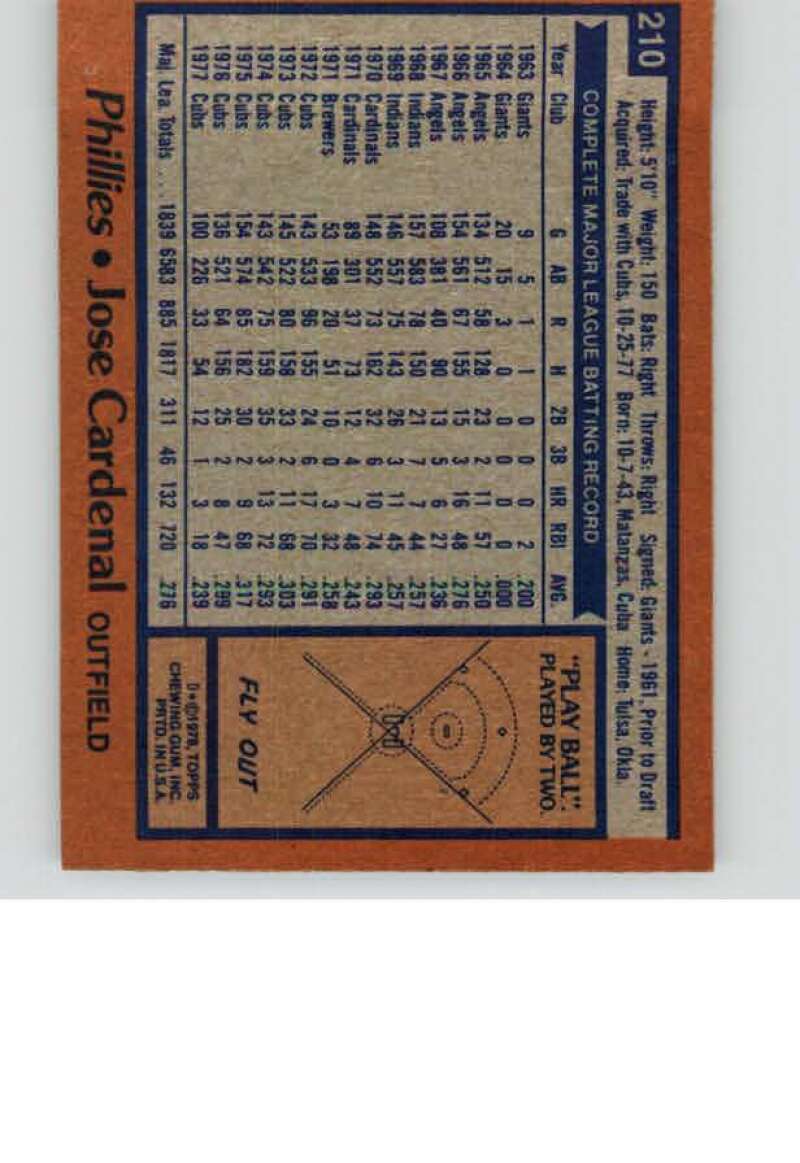 210
Height: 5'10" Weight: 150 Bats: Right Throws: Right Signed: Giants - 1961, Prior to Draft
Acquired: Trade with Cubs, 10-25-77 Born: 10-7-43, Matanzas, Cuba Home: Tulsa, Okla.
COMPLETE MAJOR LEAGUE BATTING RECORD
Year Club G AB R H 2B 3B HR RBI AVG.
1963 Giants 9 5 1 1 0 0 0 2 .200
1964 Giants 20 15 3 0 0 0 0 0 .000
1965 Angels 134 512 58 128 23 2 11 57 .250
1966 Angels 154 561 67 155 15 3 16 48 .276
1967 Angels 108 381 40 90 13 5 6 27 .236
1968 Indians 157 583 78 150 21 7 7 44 .257
1969 Indians 146 557 75 143 26 3 11 45 .257
1970 Cardinals 148 552 73 162 32 6 10 74 .293
1971 Cardinals 89 301 37 73 12 4 7 48 .243
1971 Brewers 53 198 20 51 10 0 3 32 .258
1972 Cubs 143 533 96 155 24 6 17 70 .291
1973 Cubs 145 522 80 158 33 2 11 68 .303
1974 Cubs 143 542 75 159 35 3 13 72 .293
1975 Cubs 154 574 85 182 30 2 9 68 .317
1976 Cubs 136 521 64 156 25 2 8 47 .299
1977 Cubs 100 226 33 54 12 1 3 18 .239
Maj. Lea. Totals . . . 1839 6583 885 1817 311 46 132 720 .276
"PLAY BALL"
PLAYED BY TWO.
FLY OUT
D*©1978, TOPPS
CHEWING GUM, INC.
PRTD. IN U.S.A.
Phillies • Jose Cardenal OUTFIELD